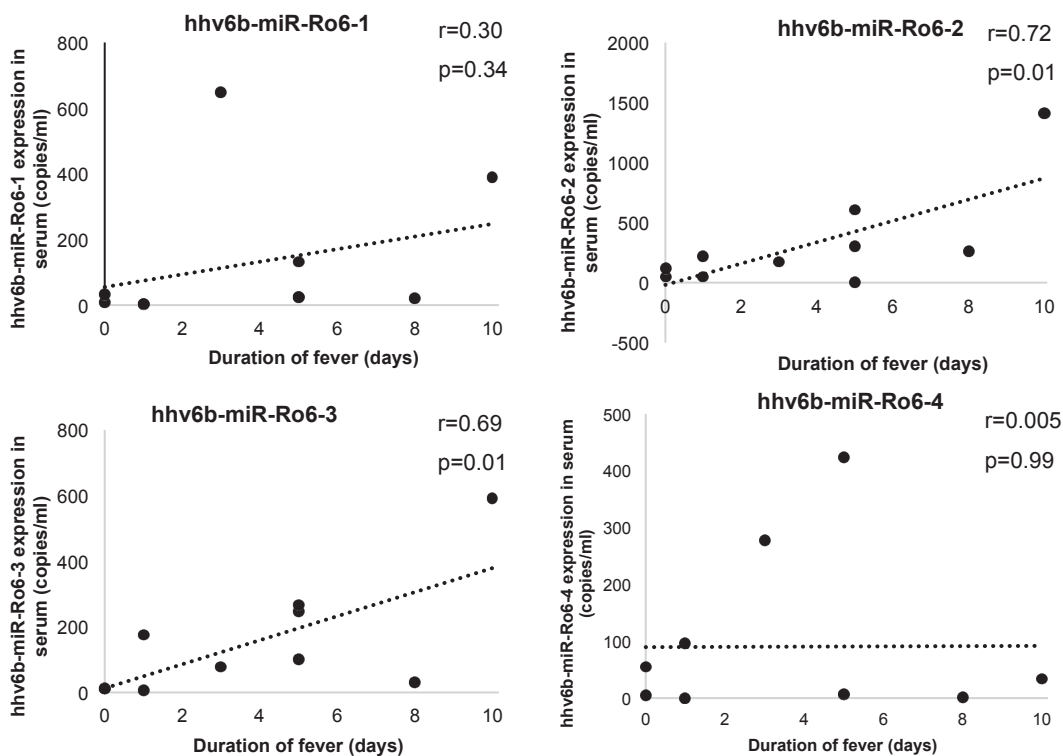 hhv6b-miR-Ro6-1
r=0.30
p=0.34
hhv6b-miR-Ro6-1 expression in
serum (copies/ml)
800
600
400
200
0
0 2 4 6 8 10
Duration of fever (days)
hhv6b-miR-Ro6-2
r=0.72
p=0.01
hhv6b-miR-Ro6-2 expression in
serum (copies/ml)
2000
1500
1000
500
0
-500
0 2 4 6 8 10
Duration of fever (days)
hhv6b-miR-Ro6-3
r=0.69
p=0.01
hhv6b-miR-Ro6-3 expression in
serum (copies/ml)
800
600
400
200
0
0 2 4 6 8 10
Duration of fever (days)
hhv6b-miR-Ro6-4
r=0.005
p=0.99
hhv6b-miR-Ro6-4 expression in serum
(copies/ml)
500
400
300
200
100
0
0 2 4 6 8 10
Duration of fever (days)